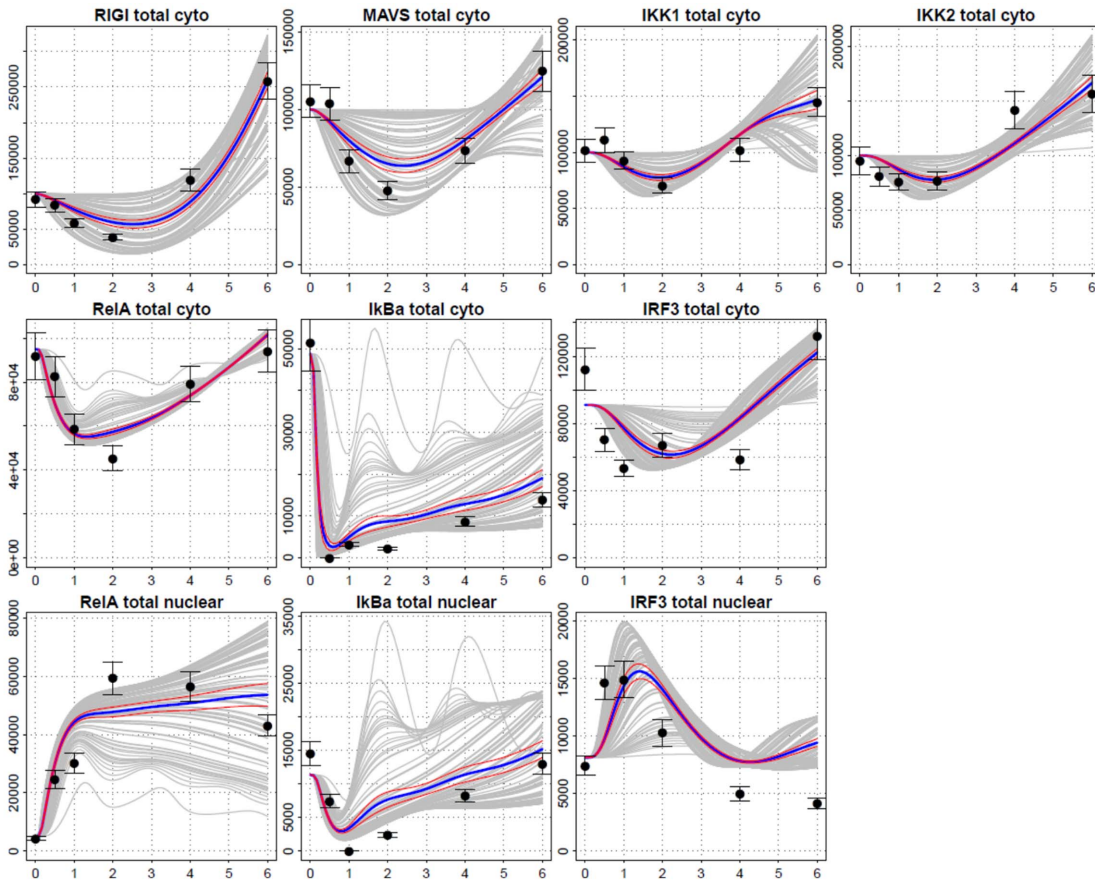 RIGI total cyto
250000
150000
50000
0
0 1 2 3 4 5 6
MAVS total cyto
150000
100000
50000
0
0 1 2 3 4 5 6
IKK1 total cyto
200000
100000
50000
0
0 1 2 3 4 5 6
IKK2 total cyto
200000
100000
50000
0
0 1 2 3 4 5 6
RelA total cyto
8e+04
4e+04
0e+00
0 1 2 3 4 5 6
IkBa total cyto
50000
30000
10000
0
0 1 2 3 4 5 6
IRF3 total cyto
120000
80000
40000
0
0 1 2 3 4 5 6
RelA total nuclear
80000
60000
40000
20000
0
0 1 2 3 4 5 6
IkBa total nuclear
35000
25000
15000
5000
0
0 1 2 3 4 5 6
IRF3 total nuclear
20000
15000
10000
5000
0
0 1 2 3 4 5 6